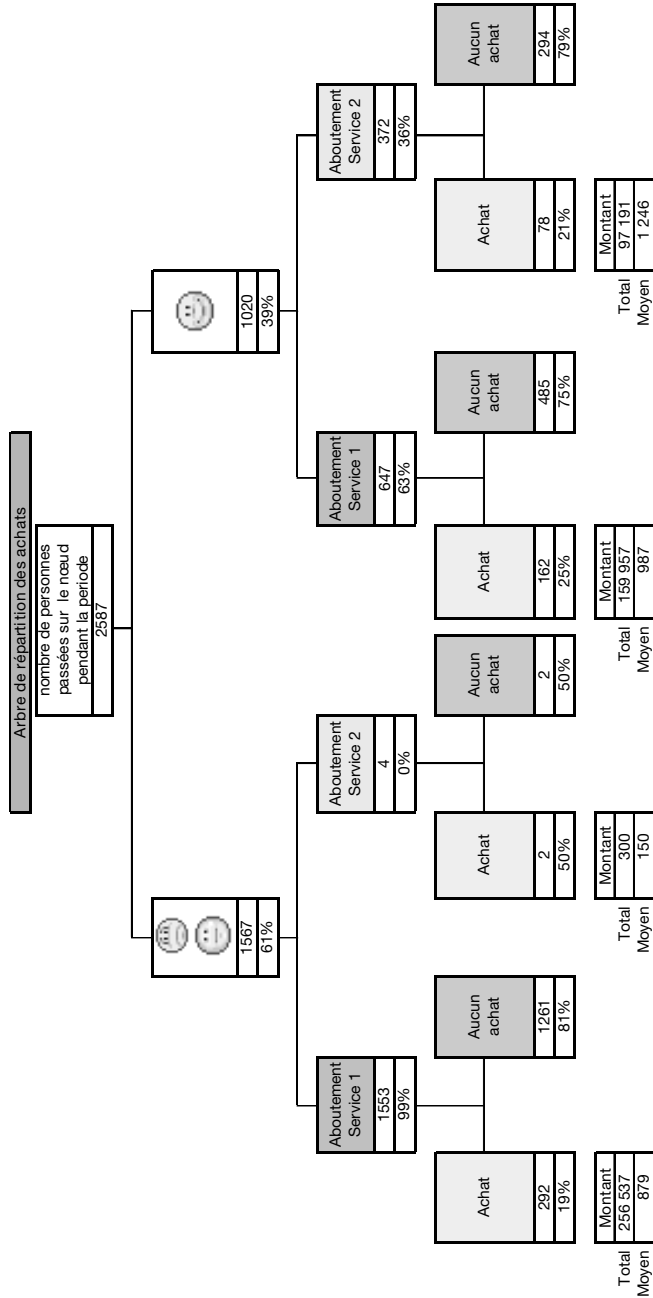 Arbre de répartition des achats
nombre de personnes
passées sur le nœud
pendant la periode
2587
1567
61%
1020
39%
Aboutement
Service 1
1553
99%
Aboutement
Service 2
4
0%
Aboutement
Service 1
647
63%
Aboutement
Service 2
372
36%
Achat
292
19%
Aucun
achat
1261
81%
Achat
2
50%
Aucun
achat
2
50%
Achat
162
25%
Aucun
achat
485
75%
Achat
78
21%
Aucun
achat
294
79%
Montant
Total 256 537
Moyen 879
Montant
Total 300
Moyen 150
Montant
Total 159 957
Moyen 987
Montant
Total 97 191
Moyen 1 246